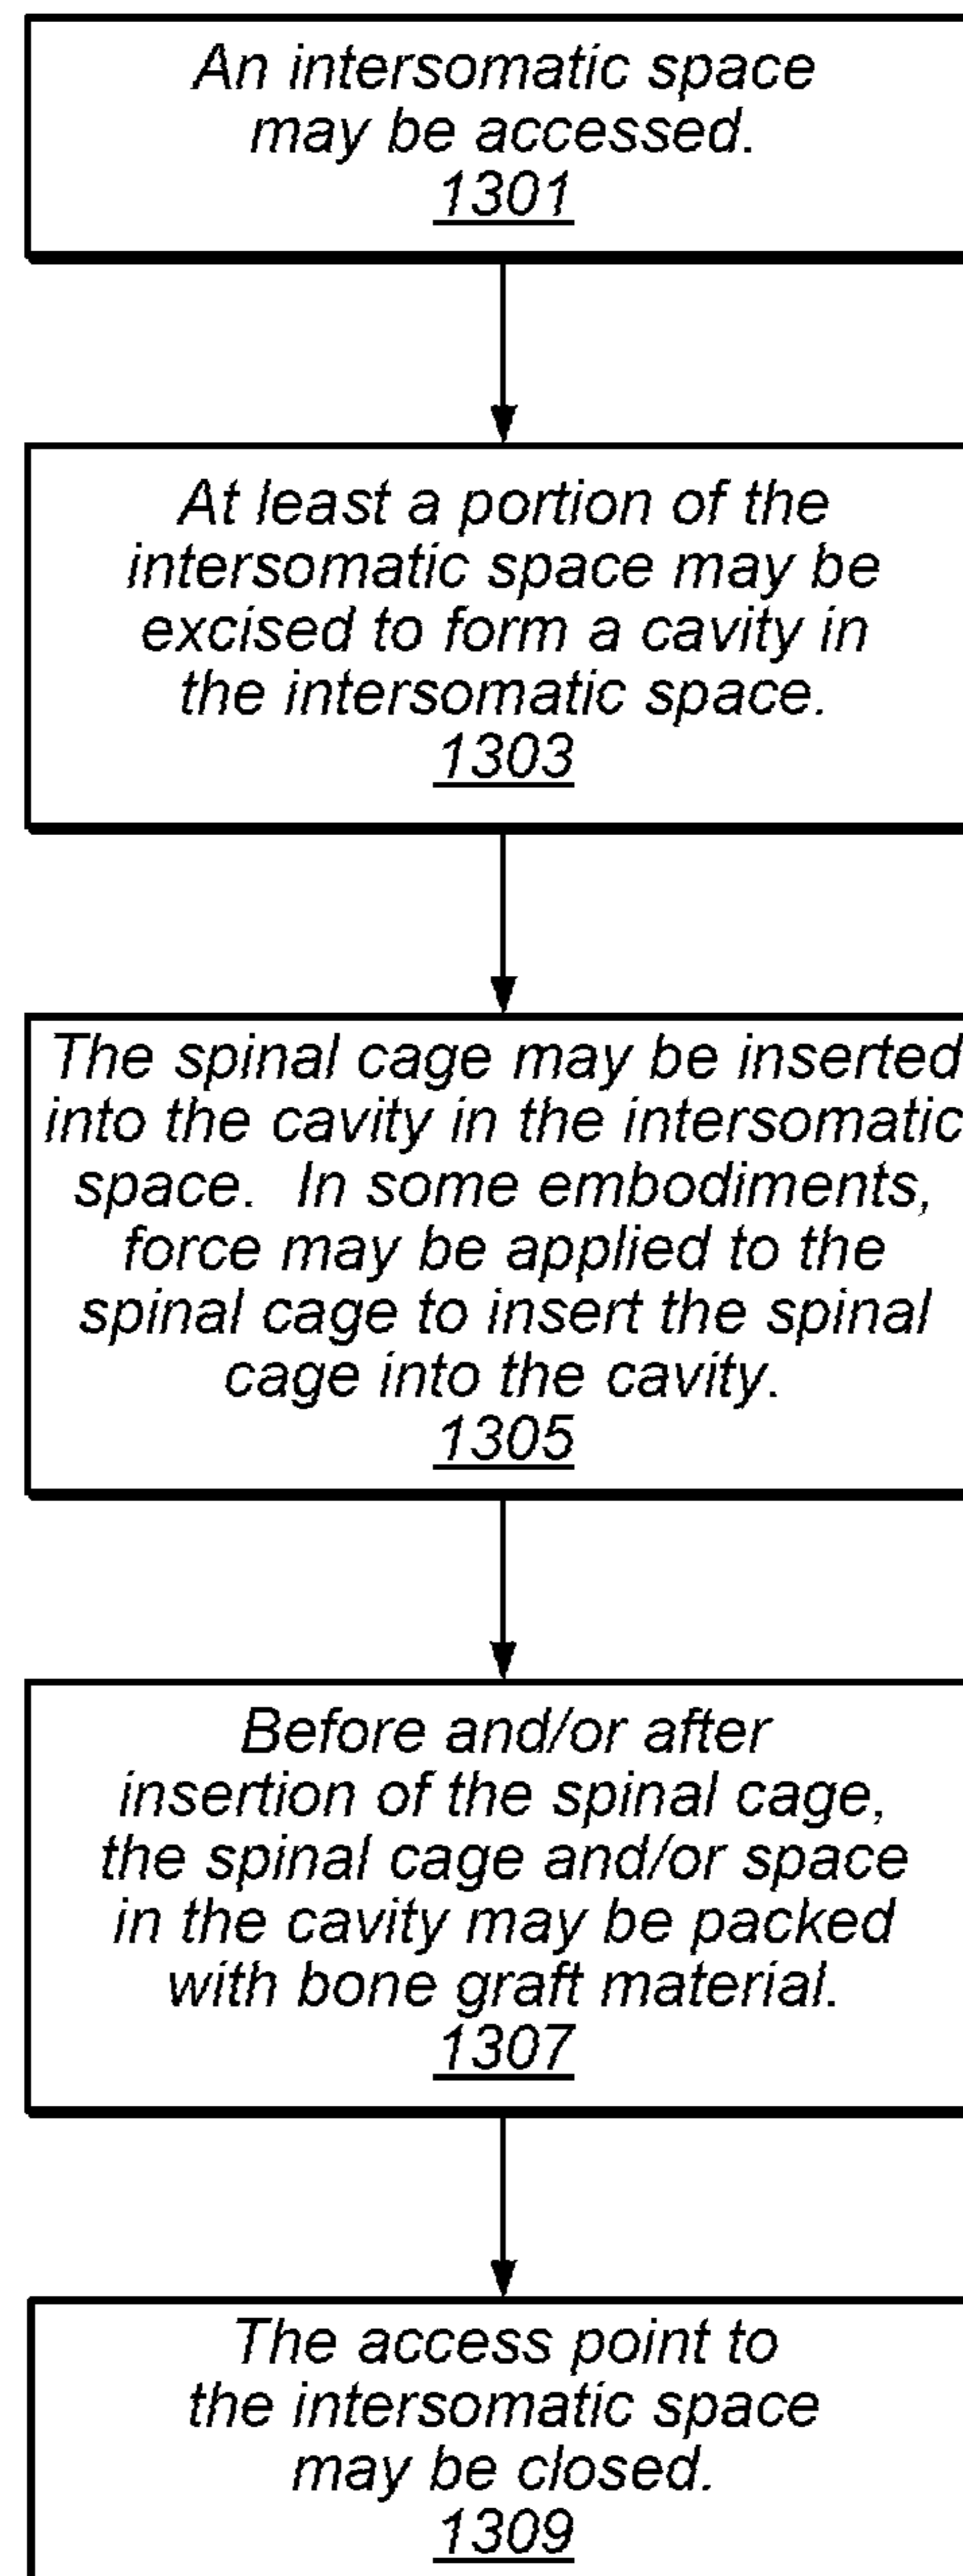 An intersomatic space
may be accessed.
1301
At least a portion of the
intersomatic space may be
excised to form a cavity in
the intersomatic space.
1303
The spinal cage may be inserted
into the cavity in the intersomatic
space.  In some embodiments,
force may be applied to the
spinal cage to insert the spinal
cage into the cavity.
1305
Before and/or after
insertion of the spinal cage,
the spinal cage and/or space
in the cavity may be packed
with bone graft material.
1307
The access point to
the intersomatic space
may be closed.
1309